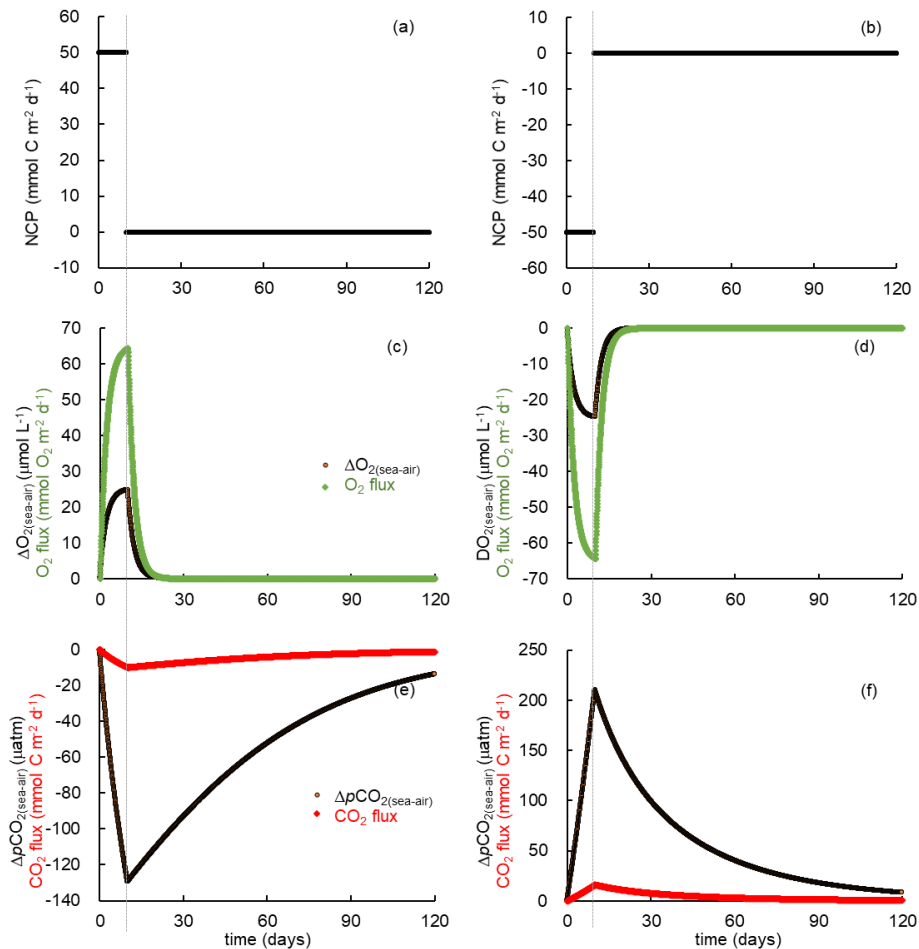 (a)
NCP (mmol C m-2 d-1)
60
50
40
30
20
10
0
-10
0 30 60 90 120
(b)
NCP (mmol C m-2 d-1)
10
0
-10
-20
-30
-40
-50
-60
0 30 60 90 120
(c)
ΔO2(sea-air) (µmol L-1)
O2 flux (mmol O2 m-2 d-1)
70
60
50
40
30
20
10
0
ΔO2(sea-air)
O2 flux
0 30 60 90 120
(d)
DO2(sea-air) (µmol L-1)
O2 flux (mmol O2 m-2 d-1)
0
-10
-20
-30
-40
-50
-60
-70
0 30 60 90 120
(e)
ΔpCO2(sea-air) (µatm)
CO2 flux (mmol C m-2 d-1)
0
-20
-40
-60
-80
-100
-120
-140
ΔpCO2(sea-air)
CO2 flux
0 30 60 90 120
time (days)
(f)
ΔpCO2(sea-air) (µatm)
CO2 flux (mmol C m-2 d-1)
250
200
150
100
50
0
0 30 60 90 120
time (days)